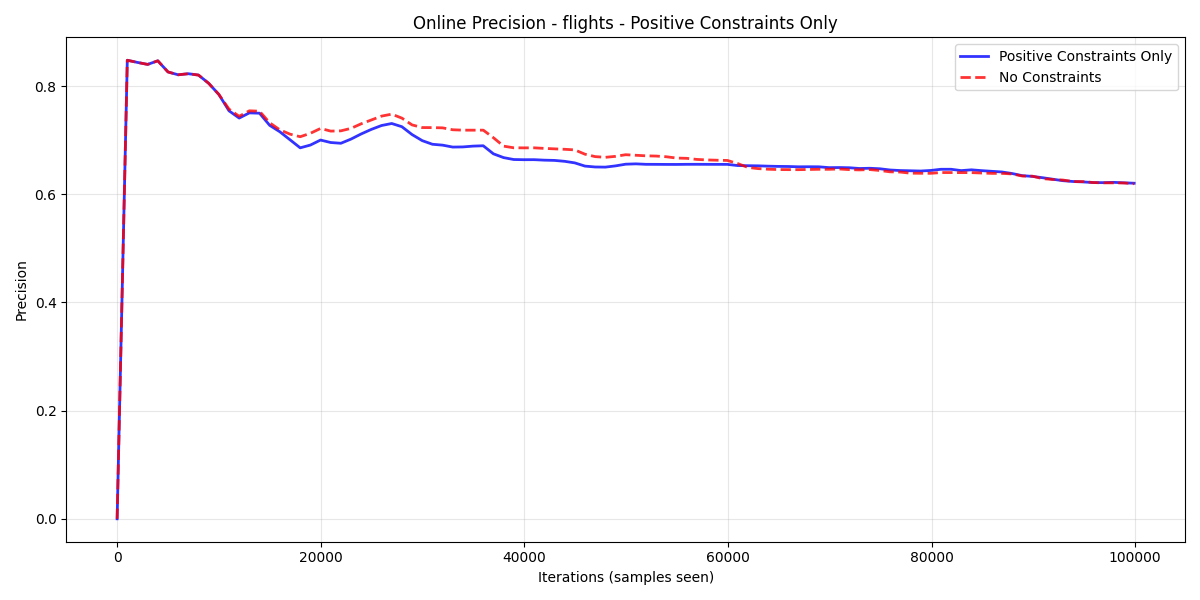 Online Precision - flights - Positive Constraints Only
Positive Constraints Only
No Constraints
Precision
0.8
0.6
0.4
0.2
0.0
0
20000
40000
60000
80000
100000
Iterations (samples seen)